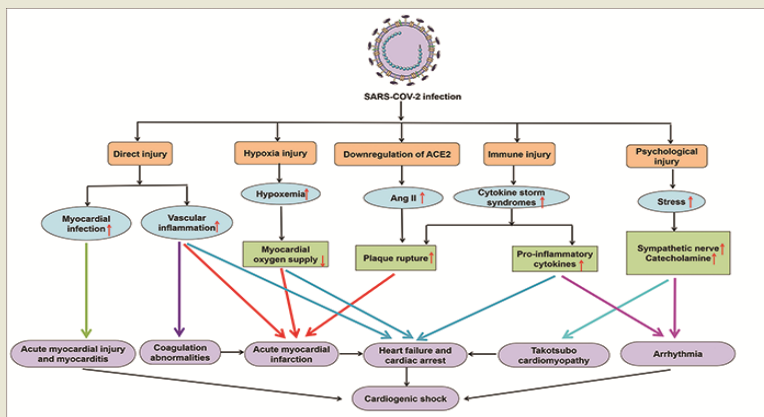 SARS-COV-2 infection
Direct injury
Hypoxia injury
Downregulation of ACE2
Immune injury
Psychological
injury
Myocardial
infection↑
Vascular
inflammation↑
Hypoxemia↑
Ang II ↑
Cytokine storm
syndromes ↑
Stress ↑
Myocardial
oxygen supply↓
Plaque rupture↑
Pro-inflammatory
cytokines ↑
Sympathetic nerve↑
Catecholamine↑
Acute myocardial injury
and myocarditis
Coagulation
abnormalities
Acute myocardial
infarction
Heart failure and
cardiac arrest
Takotsubo
cardiomyopathy
Arrhythmia
Cardiogenic shock